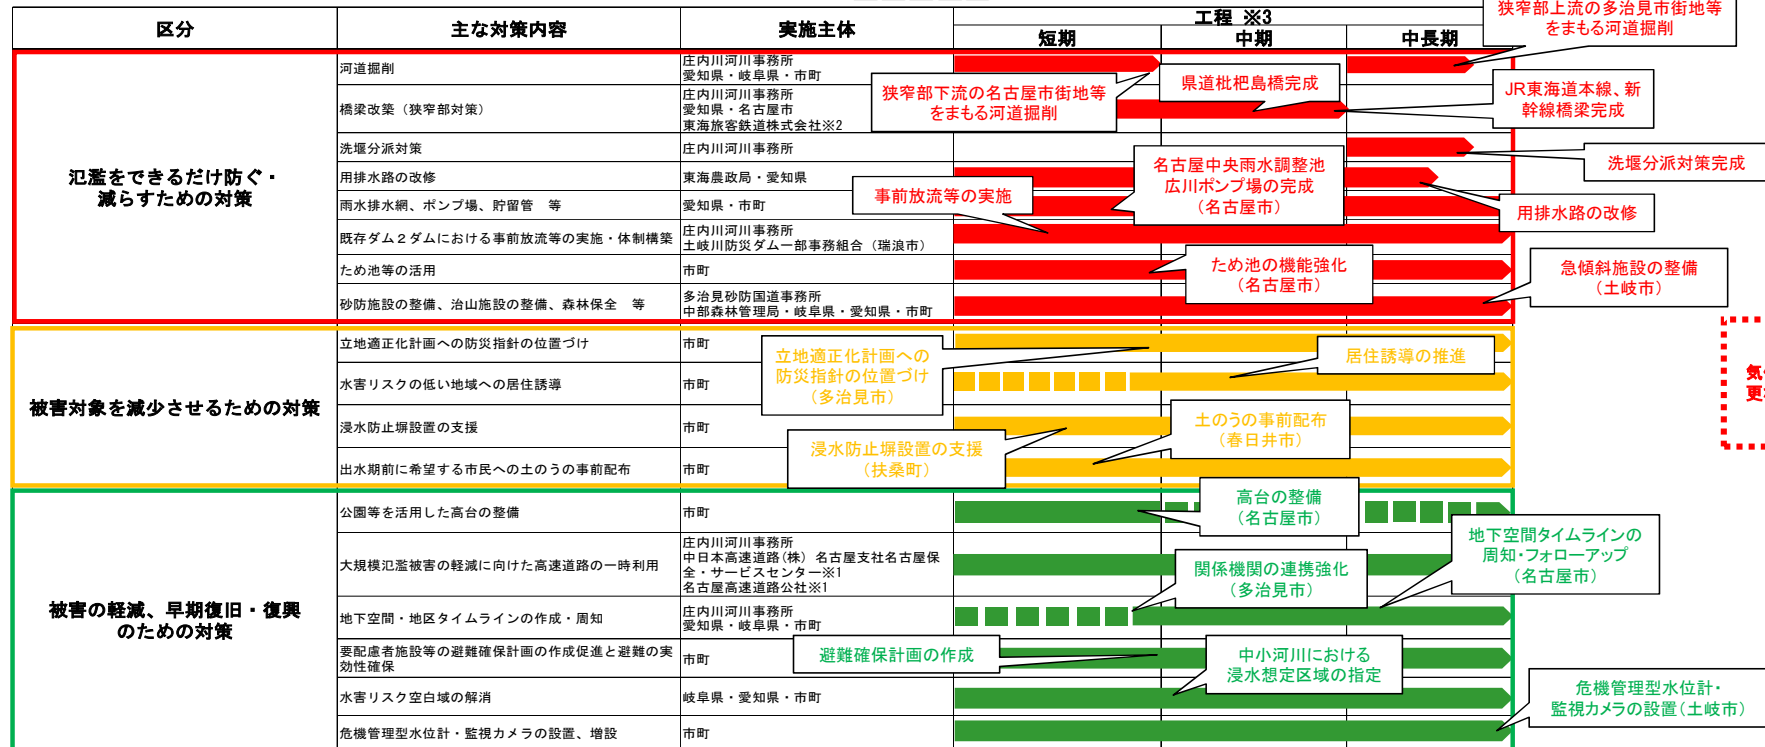 区分
主な対策内容
実施主体
工程 ※3
短期
中期
中長期
狭窄部上流の多治見市街地等
をまもる河道掘削
氾濫をできるだけ防ぐ・
減らすための対策
河道掘削
庄内川河川事務所
愛知県・岐阜県・市町
狭窄部下流の名古屋市街地等
をまもる河道掘削
橋梁改築（狭窄部対策）
庄内川河川事務所
愛知県・名古屋市
東海旅客鉄道株式会社※2
県道枇杷島橋完成
JR東海道本線、新
幹線橋梁完成
洗堰分派対策
庄内川河川事務所
洗堰分派対策完成
用排水路の改修
東海農政局・愛知県
用排水路の改修
雨水排水網、ポンプ場、貯留管　等
愛知県・市町
名古屋中央雨水調整池
広川ポンプ場の完成
（名古屋市）
既存ダム２ダムにおける事前放流等の実施・体制構築
庄内川河川事務所
土岐川防災ダム一部事務組合（瑞浪市）
事前放流等の実施
ため池等の活用
市町
ため池の機能強化
（名古屋市）
砂防施設の整備、治山施設の整備、森林保全　等
多治見砂防国道事務所
中部森林管理局・岐阜県・愛知県・市町
急傾斜施設の整備
（土岐市）
被害対象を減少させるための対策
立地適正化計画への防災指針の位置づけ
市町
立地適正化計画への
防災指針の位置づけ
（多治見市）
水害リスクの低い地域への居住誘導
市町
居住誘導の推進
浸水防止塀設置の支援
市町
浸水防止塀設置の支援
（扶桑町）
出水期前に希望する市民への土のうの事前配布
市町
土のうの事前配布
（春日井市）
被害の軽減、早期復旧・復興
のための対策
公園等を活用した高台の整備
市町
高台の整備
（名古屋市）
大規模氾濫被害の軽減に向けた高速道路の一時利用
庄内川河川事務所
中日本高速道路(株) 名古屋支社名古屋保
全・サービスセンター※1
名古屋高速道路公社※1
関係機関の連携強化
（多治見市）
地下空間・地区タイムラインの作成・周知
庄内川河川事務所
愛知県・岐阜県・市町
地下空間タイムラインの
周知・フォローアップ
（名古屋市）
要配慮者施設等の避難確保計画の作成促進と避難の実
効性確保
市町
避難確保計画の作成
水害リスク空白域の解消
岐阜県・愛知県・市町
中小河川における
浸水想定区域の指定
危機管理型水位計・監視カメラの設置、増設
市町
危機管理型水位計・
監視カメラの設置（土岐市）
気
更